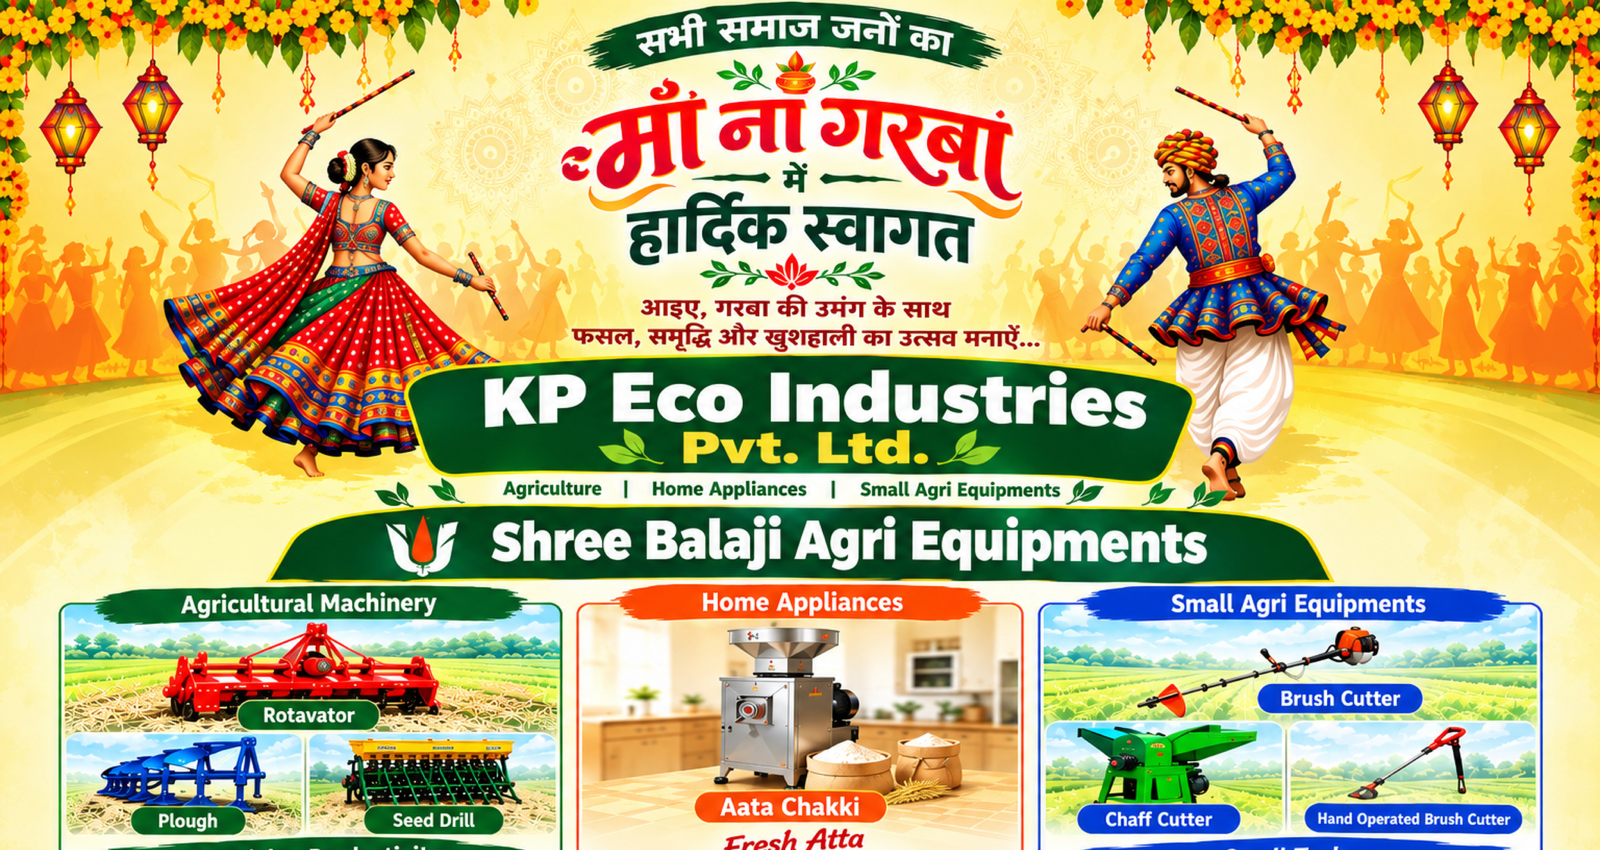 सभी समाज जनों का
माँ ना गरबा
में
हार्दिक स्वागत
आइए, गरबा की उमंग के साथ
फसल, समृद्धि और खुशहाली का उत्सव मनाऐं...
KP Eco Industries
Pvt. Ltd.
Agriculture | Home Appliances | Small Agri Equipments
Shree Balaji Agri Equipments
Agricultural Machinery
Rotavator
Plough
Seed Drill
Home Appliances
Aata Chakki
Fresh Atta
Small Agri Equipments
Brush Cutter
Chaff Cutter
Hand Operated Brush Cutter